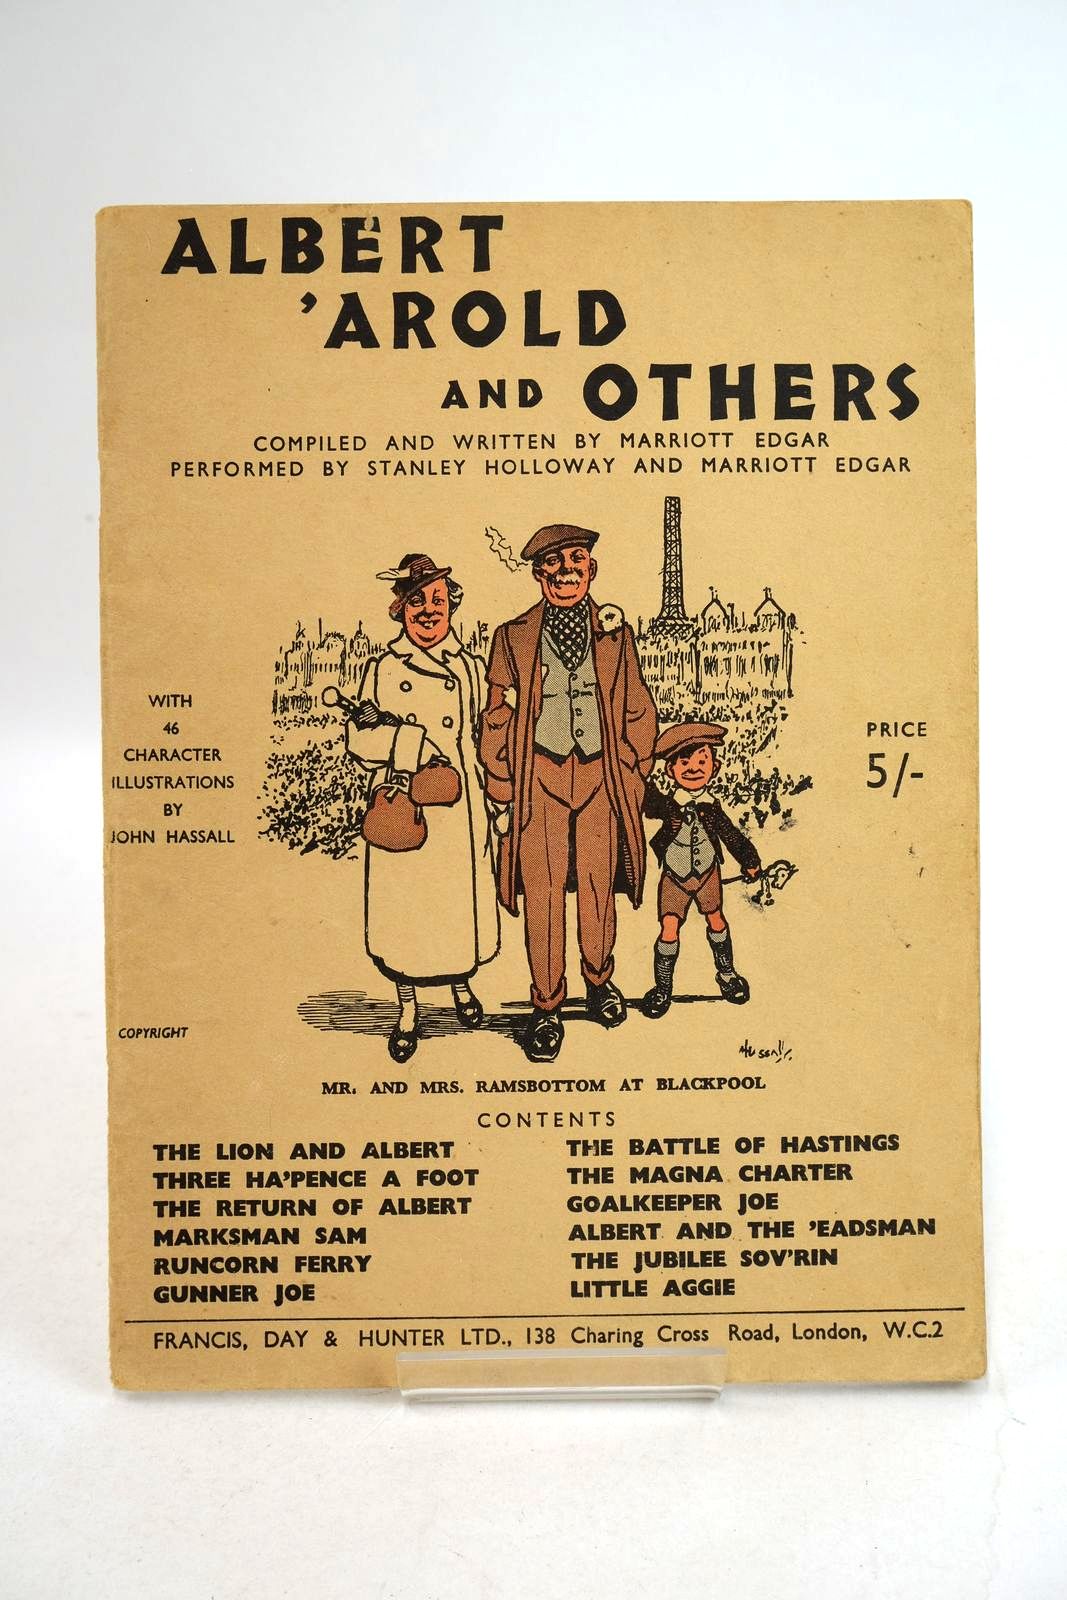 ALBERT
'AROLD
AND OTHERS
COMPILED AND WRITTEN BY MARRIOTT EDGAR
PERFORMED BY STANLEY HOLLOWAY AND MARRIOTT EDGAR
WITH
46
CHARACTER
ILLUSTRATIONS
BY
JOHN HASSALL
PRICE
5/-
COPYRIGHT
Hassall
MR. AND MRS. RAMSBOTTOM AT BLACKPOOL
CONTENTS
THE LION AND ALBERT
THREE HA'PENCE A FOOT
THE RETURN OF ALBERT
MARKSMAN SAM
RUNCORN FERRY
GUNNER JOE
THE BATTLE OF HASTINGS
THE MAGNA CHARTER
GOALKEEPER JOE
ALBERT AND THE 'EADSMAN
THE JUBILEE SOV'RIN
LITTLE AGGIE
FRANCIS, DAY & HUNTER LTD., 138 Charing Cross Road, London, W.C.2